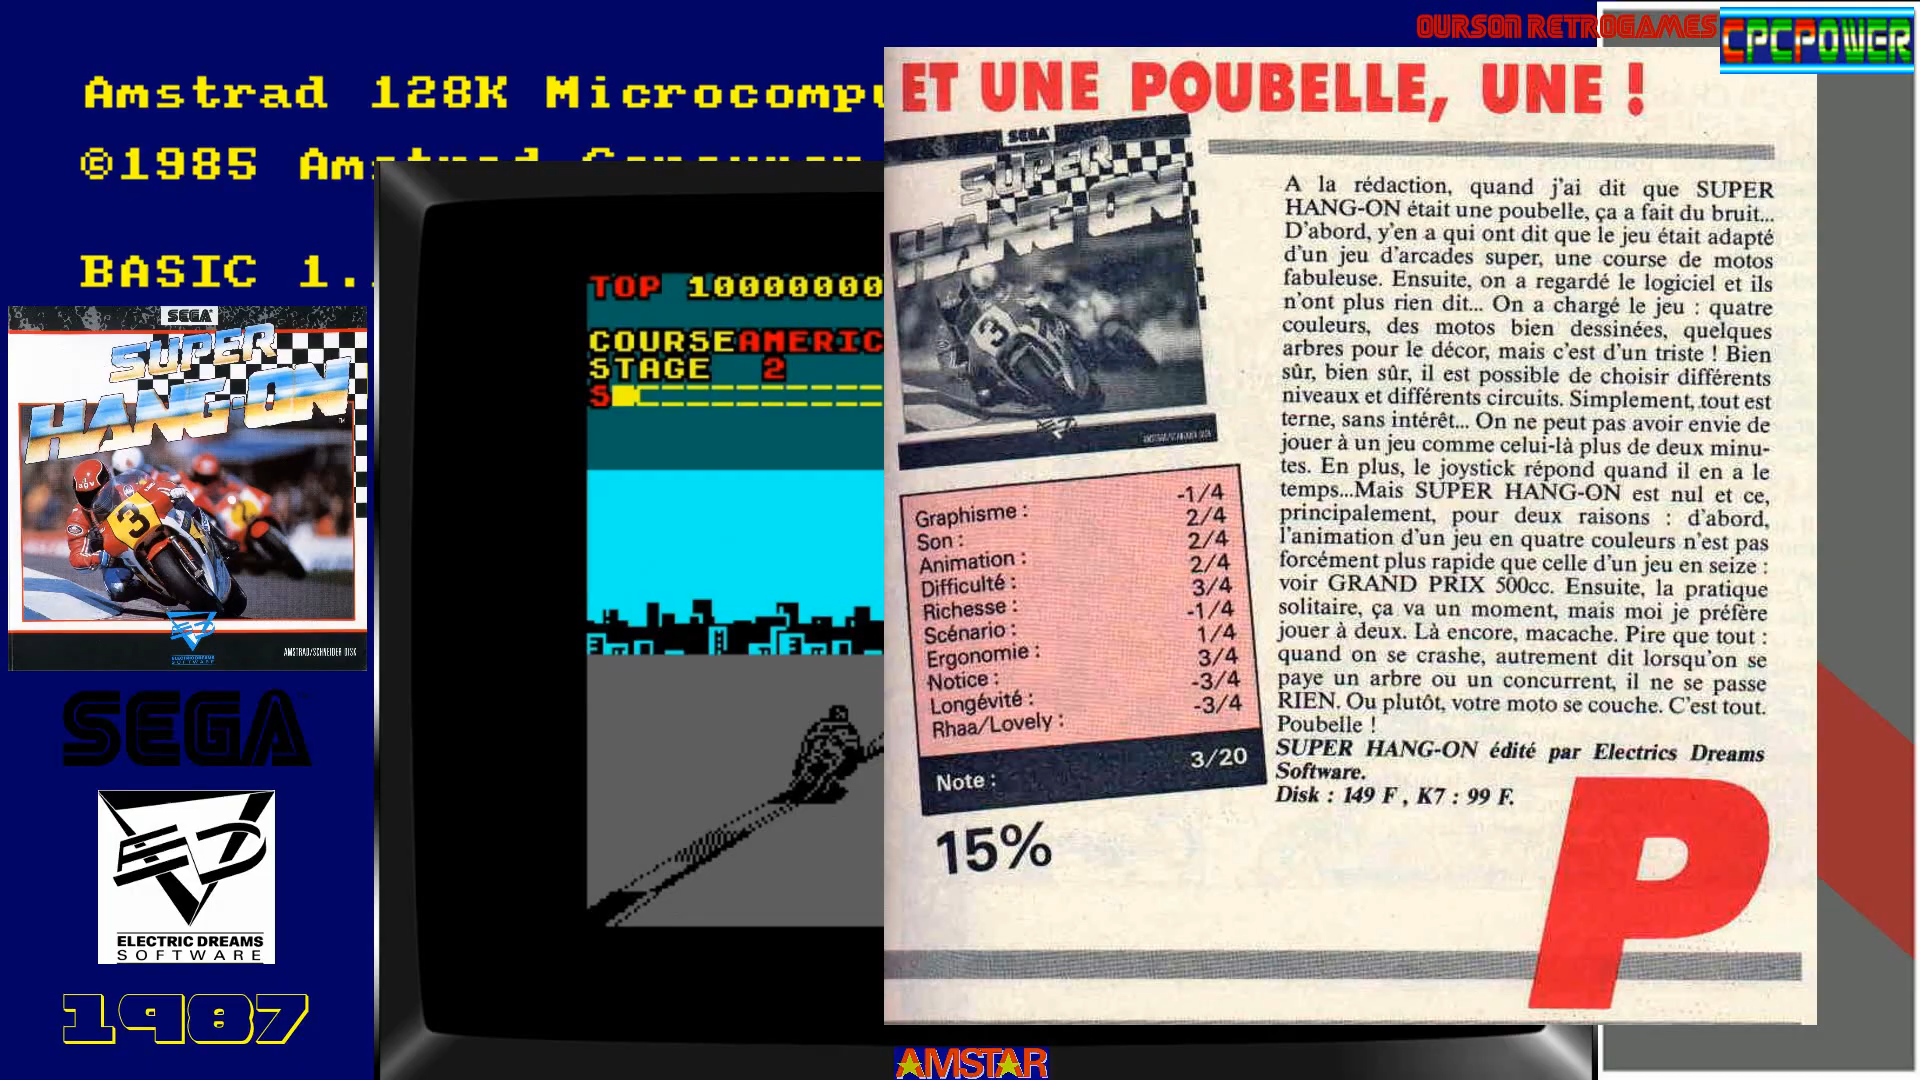 OURSON RETROGAMES
CPCPOWER
Amstrad 128K Microcompu
©1985 Am
BASIC 1.
SEGA
SUPER
HANG-ON
3
ELECTRIC DREAMS
SOFTWARE
AMSTRAD/SCHNEIDER DISK
SEGA
ED
ELECTRIC DREAMS
SOFTWARE
1987
TOP 10000000
COURSE AMERIC
STAGE 2
S
ET UNE POUBELLE, UNE !
SEGA
SUPER
HANG-ON
3
Graphisme : -1/4
Son : 2/4
Animation : 2/4
Difficulté : 2/4
Richesse : 3/4
Scénario : -1/4
Ergonomie : 1/4
Notice : 3/4
Longévité : -3/4
Rhaa/Lovely : -3/4
Note : 3/20
15%
A la rédaction, quand j'ai dit que SUPER
HANG-ON était une poubelle, ça a fait du bruit...
D'abord, y'en a qui ont dit que le jeu était adapté
d'un jeu d'arcades super, une course de motos
fabuleuse. Ensuite, on a regardé le logiciel et ils
n'ont plus rien dit... On a chargé le jeu : quatre
couleurs, des motos bien dessinées, quelques
arbres pour le décor, mais c'est d'un triste ! Bien
sûr, bien sûr, il est possible de choisir différents
niveaux et différents circuits. Simplement, tout est
terne, sans intérêt... On ne peut pas avoir envie de
jouer à un jeu comme celui-là plus de deux minu-
tes. En plus, le joystick répond quand il en a le
temps...Mais SUPER HANG-ON est nul et ce,
principalement, pour deux raisons : d'abord,
l'animation d'un jeu en quatre couleurs n'est pas
forcément plus rapide que celle d'un jeu en seize :
voir GRAND PRIX 500cc. Ensuite, la pratique
solitaire, ça va un moment, mais moi je préfère
jouer à deux. Là encore, macache. Pire que tout :
quand on se crashe, autrement dit lorsqu'on se
paye un arbre ou un concurrent, il ne se passe
RIEN. Ou plutôt, votre moto se couche. C'est tout.
Poubelle !
SUPER HANG-ON édité par Electrics Dreams
Software.
Disk : 149 F , K7 : 99 F.
P
AMSTAR